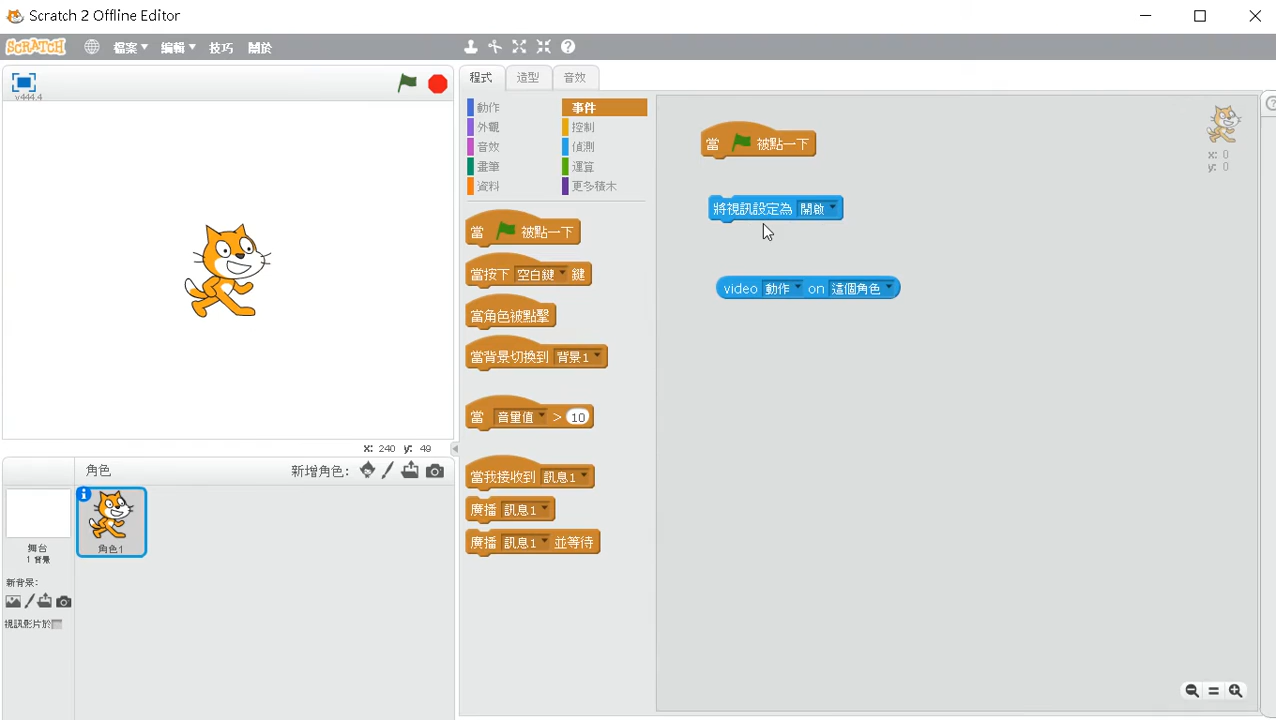 Scratch 2 Offline Editor
SCRATCH 檔案 編輯 技巧 關於
v444.4
程式 造型 音效
動作 事件
外觀 控制
音效 偵測
畫筆 運算
資料 更多積木
當 被點一下
當按下 空白鍵 鍵
當角色被點擊
當背景切換到 背景1
當 音量值 > 10
當我接收到 訊息1
廣播 訊息1
廣播 訊息1 並等待
當 被點一下
將視訊設定為 開啟
video 動作 on 這個角色
x: 0
y: 0
x: 240 y: 49
角色 新增角色:
角色1
舞台
1 背景
新背景:
視訊影片於